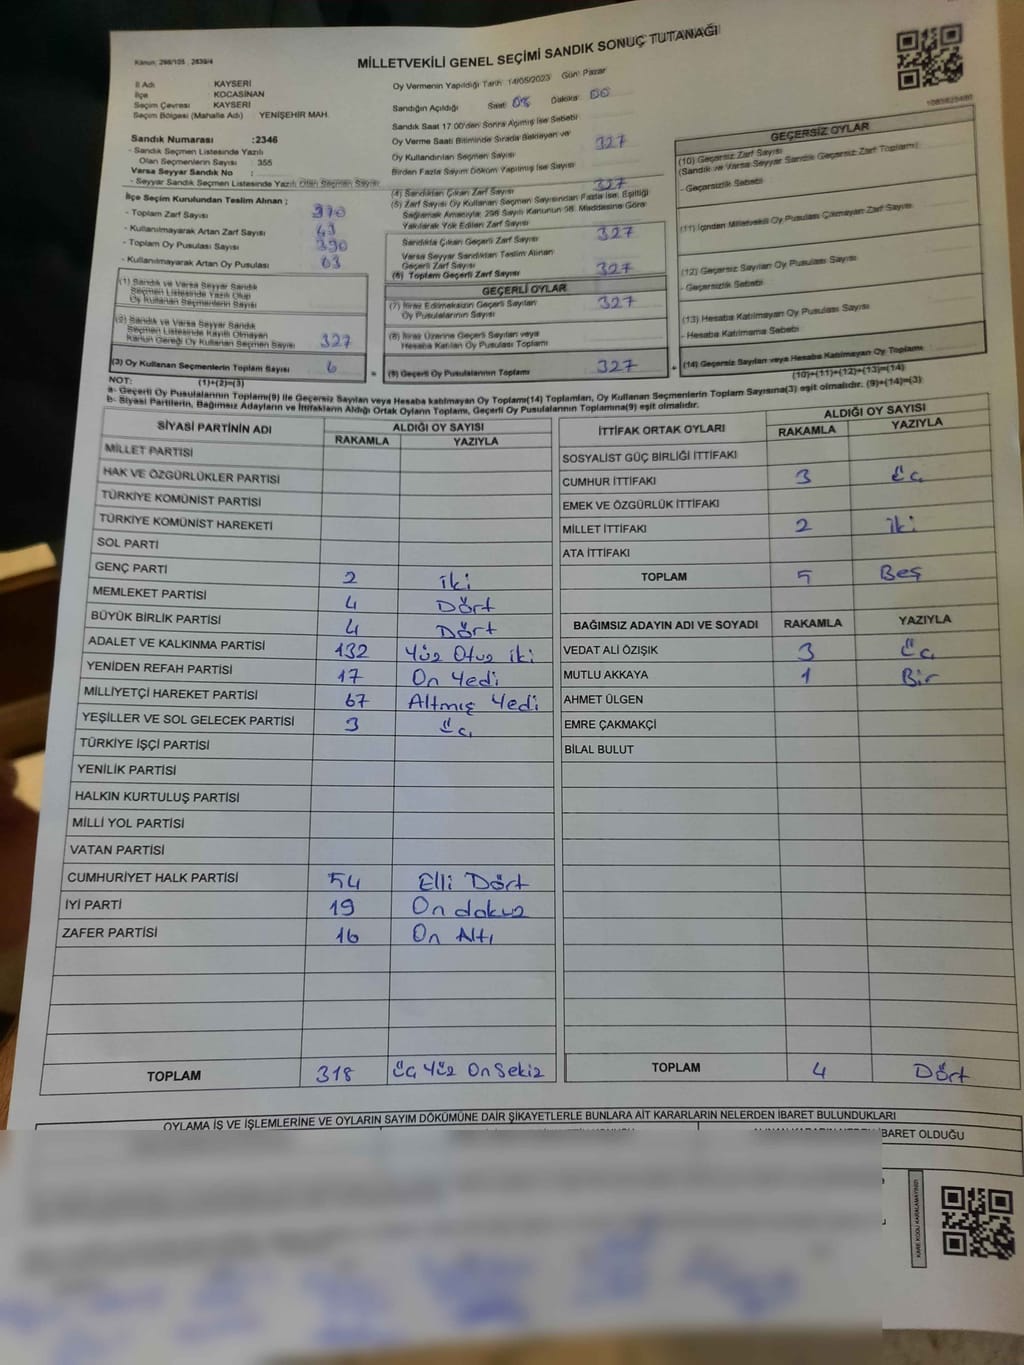 Kanun: 298/105 , 2839/4
MİLLETVEKİLİ GENEL SEÇİMİ SANDIK SONUÇ TUTANAĞI
İl Adı : KAYSERİ
İlçe : KOCASİNAN
Seçim Çevresi : KAYSERİ
Seçim Bölgesi (Mahalle Adı) : YENİŞEHİR MAH.
Sandık Numarası :2346
- Sandık Seçmen Listesinde Yazılı
Olan Seçmenlerin Sayısı : 355
Varsa Seyyar Sandık No :
- Seyyar Sandık Seçmen Listesinde Yazılı Olan Seçmen Sayısı:
İlçe Seçim Kurulundan Teslim Alınan ;
- Toplam Zarf Sayısı : 390
- Kullanılmayarak Artan Zarf Sayısı : 63
- Toplam Oy Pusulası Sayısı : 390
- Kullanılmayarak Artan Oy Pusulası : 63
(1) Sandık ve Varsa Seyyar Sandık
Seçmen Listesinde Yazılı Olup
Oy Kullanan Seçmenlerin Sayısı
(2) Sandık ve Varsa Seyyar Sandık
Seçmen Listesinde Kayıtlı Olmayan
Kanun Gereği Oy Kullanan Seçmen Sayısı 327
(3) Oy Kullanan Seçmenlerin Toplam Sayısı 6
(1)+(2)=(3)
Oy Vermenin Yapıldığı Tarih: 14/05/2023 Gün: Pazar
Sandığın Açıldığı Saat: 08 Dakika: 00
Sandık Saat 17:00'den Sonra Açılmış İse Sebebi
Oy Verme Saati Bitiminde Sırada Bekleyen ve
Oy Kullandırılan Seçmen Sayısı 327
Birden Fazla Sayım Döküm Yapılmış İse Sayısı
(4) Sandıktan Çıkan Zarf Sayısı 327
(5) Zarf Sayısı Oy Kullanan Seçmen Sayısından Fazla İse, Eşitliği
Sağlamak Amacıyla, 298 Sayılı Kanunun 98. Maddesine Göre
Yakılarak Yok Edilen Zarf Sayısı
Sandıkta Çıkan Geçerli Zarf Sayısı 327
Varsa Seyyar Sandıktan Teslim Alınan
Geçerli Zarf Sayısı
(6) Toplam Geçerli Zarf Sayısı 327
GEÇERLİ OYLAR
(7) İtiraz Edilmeksizin Geçerli Sayılan
Oy Pusulalarının Sayısı 327
(8) İtiraz Üzerine Geçerli Sayılan veya
Hesaba Katılan Oy Pusulası Toplamı
= (9) Geçerli Oy Pusulalarının Toplamı 327 +
GEÇERSİZ OYLAR
(10) Geçersiz Zarf Sayısı
(Sandık ve Varsa Seyyar Sandık Geçersiz Zarf Toplamı)
- Geçersizlik Sebebi:
(11) İçinden Milletvekili Oy Pusulası Çıkmayan Zarf Sayısı
(12) Geçersiz Sayılan Oy Pusulası Sayısı
- Geçersizlik Sebebi:
(13) Hesaba Katılmayan Oy Pusulası Sayısı
- Hesaba Katılmama Sebebi:
(14) Geçersiz Sayılan veya Hesaba Katılmayan Oy Toplamı
(10)+(11)+(12)+(13)=(14)
NOT:
a- Geçerli Oy Pusulalarının Toplamı(9) İle Geçersiz Sayılan veya Hesaba katılmayan Oy Toplamı(14) Toplamları, Oy Kullanan Seçmenlerin Toplam Sayısına(3) eşit olmalıdır. (9)+(14)=(3)
b- Siyasi Partilerin, Bağımsız Adayların ve İttifakların Aldığı Ortak Oyların Toplamı, Geçerli Oy Pusulalarının Toplamına(9) eşit olmalıdır.
SİYASİ PARTİNİN ADI ALDIĞI OY SAYISI
RAKAMLA YAZIYLA
MİLLET PARTİSİ
HAK VE ÖZGÜRLÜKLER PARTİSİ
TÜRKİYE KOMÜNİST PARTİSİ
TÜRKİYE KOMÜNİST HAREKETİ
SOL PARTİ
GENÇ PARTİ 2 iki
MEMLEKET PARTİSİ 4 Dört
BÜYÜK BİRLİK PARTİSİ 4 Dört
ADALET VE KALKINMA PARTİSİ 132 Yüz Otuz iki
YENİDEN REFAH PARTİSİ 17 On Yedi
MİLLİYETÇİ HAREKET PARTİSİ 67 Altmış Yedi
YEŞİLLER VE SOL GELECEK PARTİSİ 3 Üç
TÜRKİYE İŞÇİ PARTİSİ
YENİLİK PARTİSİ
HALKIN KURTULUŞ PARTİSİ
MİLLİ YOL PARTİSİ
VATAN PARTİSİ
CUMHURİYET HALK PARTİSİ 54 Elli Dört
İYİ PARTİ 19 On dokuz
ZAFER PARTİSİ 16 On Altı
TOPLAM 318 Üç Yüz On Sekiz
İTTİFAK ORTAK OYLARI ALDIĞI OY SAYISI
RAKAMLA YAZIYLA
SOSYALİST GÜÇ BİRLİĞİ İTTİFAKI
CUMHUR İTTİFAKI 3 Üç
EMEK VE ÖZGÜRLÜK İTTİFAKI
MİLLET İTTİFAKI 2 iki
ATA İTTİFAKI
TOPLAM 5 Beş
BAĞIMSIZ ADAYIN ADI VE SOYADI RAKAMLA YAZIYLA
VEDAT ALİ ÖZIŞIK 3 Üç
MUTLU AKKAYA 1 Bir
AHMET ÜLGEN
EMRE ÇAKMAKÇİ
BİLAL BULUT
TOPLAM 4 Dört
OYLAMA İŞ VE İŞLEMLERİNE VE OYLARIN SAYIM DÖKÜMÜNE DAİR ŞİKAYETLERLE BUNLARA AİT KARARLARIN NELERDEN İBARET BULUNDUKLARI
İBARET OLDUĞU
KARE KODU KARALAMAYINIZ!